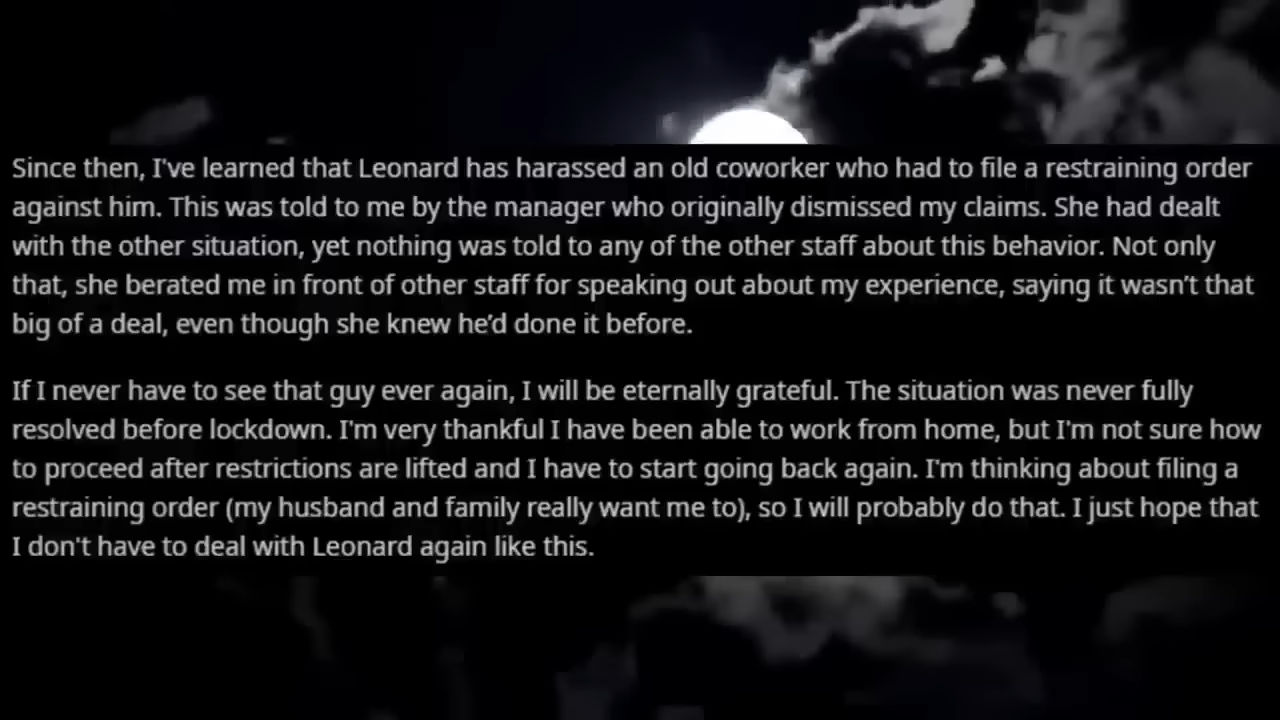 Since then, I've learned that Leonard has harassed an old coworker who had to file a restraining order
against him. This was told to me by the manager who originally dismissed my claims. She had dealt
with the other situation, yet nothing was told to any of the other staff about this behavior. Not only
that, she berated me in front of other staff for speaking out about my experience, saying it wasn't that
big of a deal, even though she knew he'd done it before.
If I never have to see that guy ever again, I will be eternally grateful. The situation was never fully
resolved before lockdown. I'm very thankful I have been able to work from home, but I'm not sure how
to proceed after restrictions are lifted and I have to start going back again. I'm thinking about filing a
restraining order (my husband and family really want me to), so I will probably do that. I just hope that
I don't have to deal with Leonard again like this.